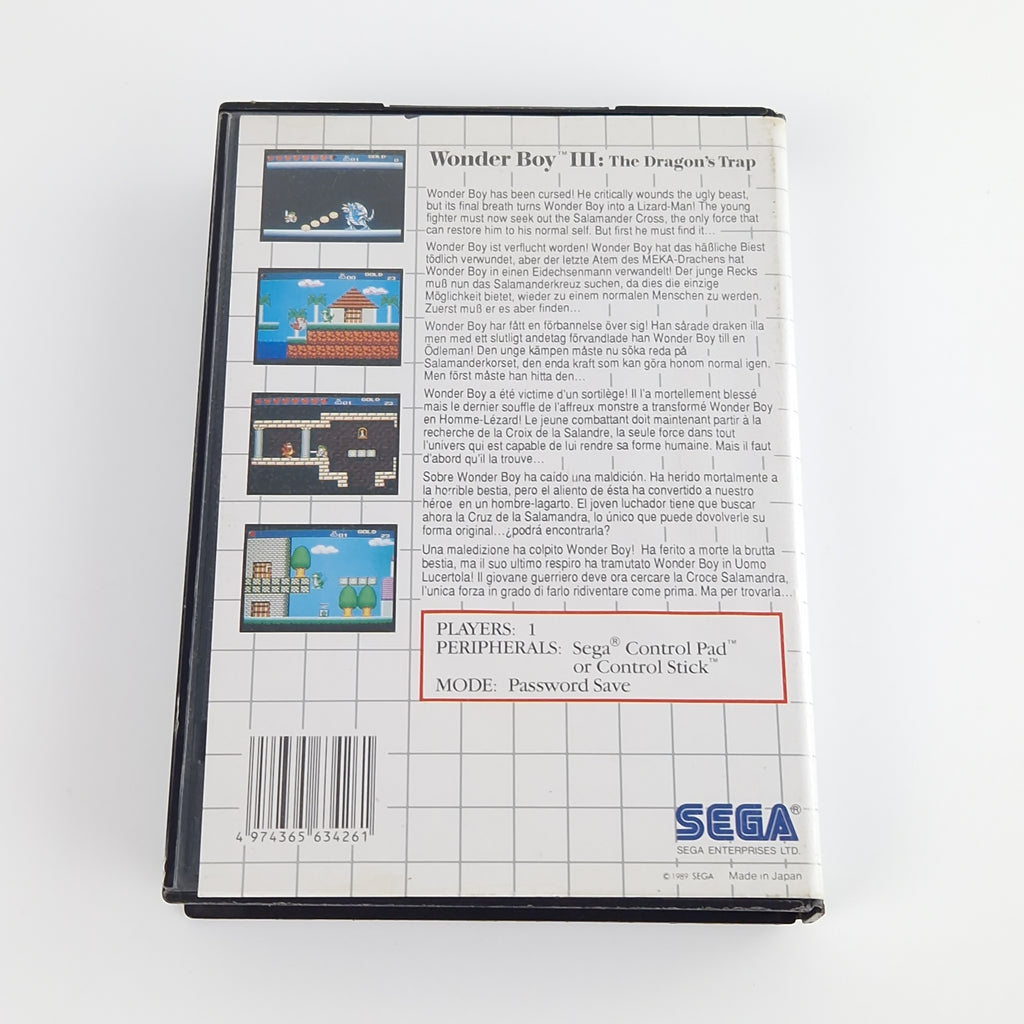 Wonder Boy™ III: The Dragon's Trap
Wonder Boy has been cursed! He critically wounds the ugly beast,
but its final breath turns Wonder Boy into a Lizard-Man! The young
fighter must now seek out the Salamander Cross, the only force that
can restore him to his normal self. But first he must find it...
Wonder Boy ist verflucht worden! Wonder Boy hat das häßliche Biest
tödlich verwundet, aber der letzte Atem des MEKA-Drachens hat
Wonder Boy in einen Eidechsenmann verwandelt! Der junge Recks
muß nun das Salamanderkreuz suchen, da dies die einzige
Möglichkeit bietet, wieder zu einem normalen Menschen zu werden.
Zuerst muß er es aber finden...
Wonder Boy har fått en förbannelse över sig! Han sårade draken illa
men med ett slutligt andetag förvandlade han Wonder Boy till en
Ödleman! Den unge kämpen måste nu söka reda på
Salamanderkorset, den enda kraft som kan göra honom normal igen.
Men först måste han hitta den...
Wonder Boy a été victime d'un sortilège! Il l'a mortellement blessé
mais le dernier souffle de l'affreux monstre a transformé Wonder Boy
en Homme-Lézard! Le jeune combattant doit maintenant partir à la
recherche de la Croix de la Salandre, la seule force dans tout
l'univers qui est capable de lui rendre sa forme humaine. Mais il faut
d'abord qu'il la trouve...
Sobre Wonder Boy ha caído una maldición. Ha herido mortalmente a
la horrible bestia, pero el aliento de ésta ha convertido a nuestro
héroe en un hombre-lagarto. El joven luchador tiene que buscar
ahora la Cruz de la Salamandra, lo único que puede dovolverle su
forma original...¿podrá encontrarla?
Una maledizione ha colpito Wonder Boy! Ha ferito a morte la brutta
bestia, ma il suo ultimo respiro ha tramutato Wonder Boy in Uomo
Lucertola! Il giovane guerriero deve ora cercare la Croce Salamandra,
l'unica forza in grado di farlo ridiventare come prima. Ma per trovarla...
PLAYERS: 1
PERIPHERALS: Sega® Control Pad™
or Control Stick™
MODE: Password Save
4 974365 634261
SEGA®
SEGA ENTERPRISES LTD.
© 1989 SEGA Made in Japan
GOLD 0
GOLD 23
GOLD 23
GOLD 23